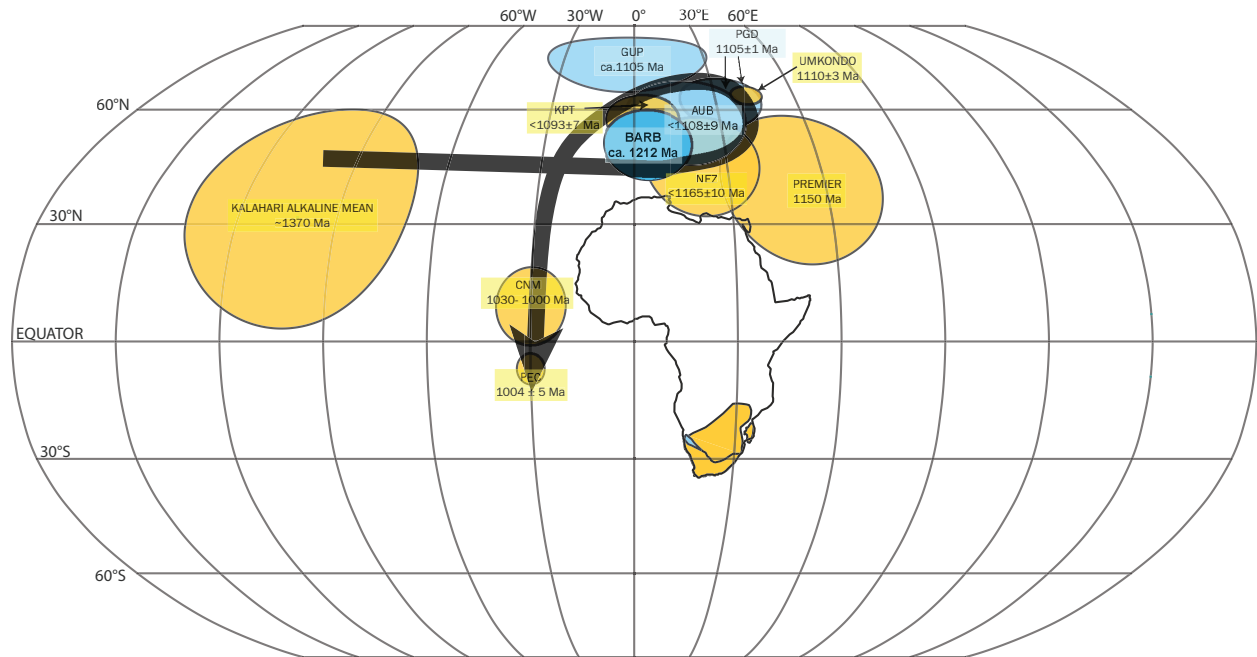 60°W 30°W 0° 30°E 60°E
GUP
ca.1105 Ma
PGD
1105±1 Ma
UMKONDO
1110±3 Ma
60°N
KPT
<1093±7 Ma
AUB
<1108±9 Ma
BARB
ca. 1212 Ma
NFZ
<1165±10 Ma
PREMIER
1150 Ma
KALAHARI ALKALINE MEAN
~1370 Ma
30°N
CNM
1030- 1000 Ma
EQUATOR
PEC
1004 ± 5 Ma
30°S
60°S